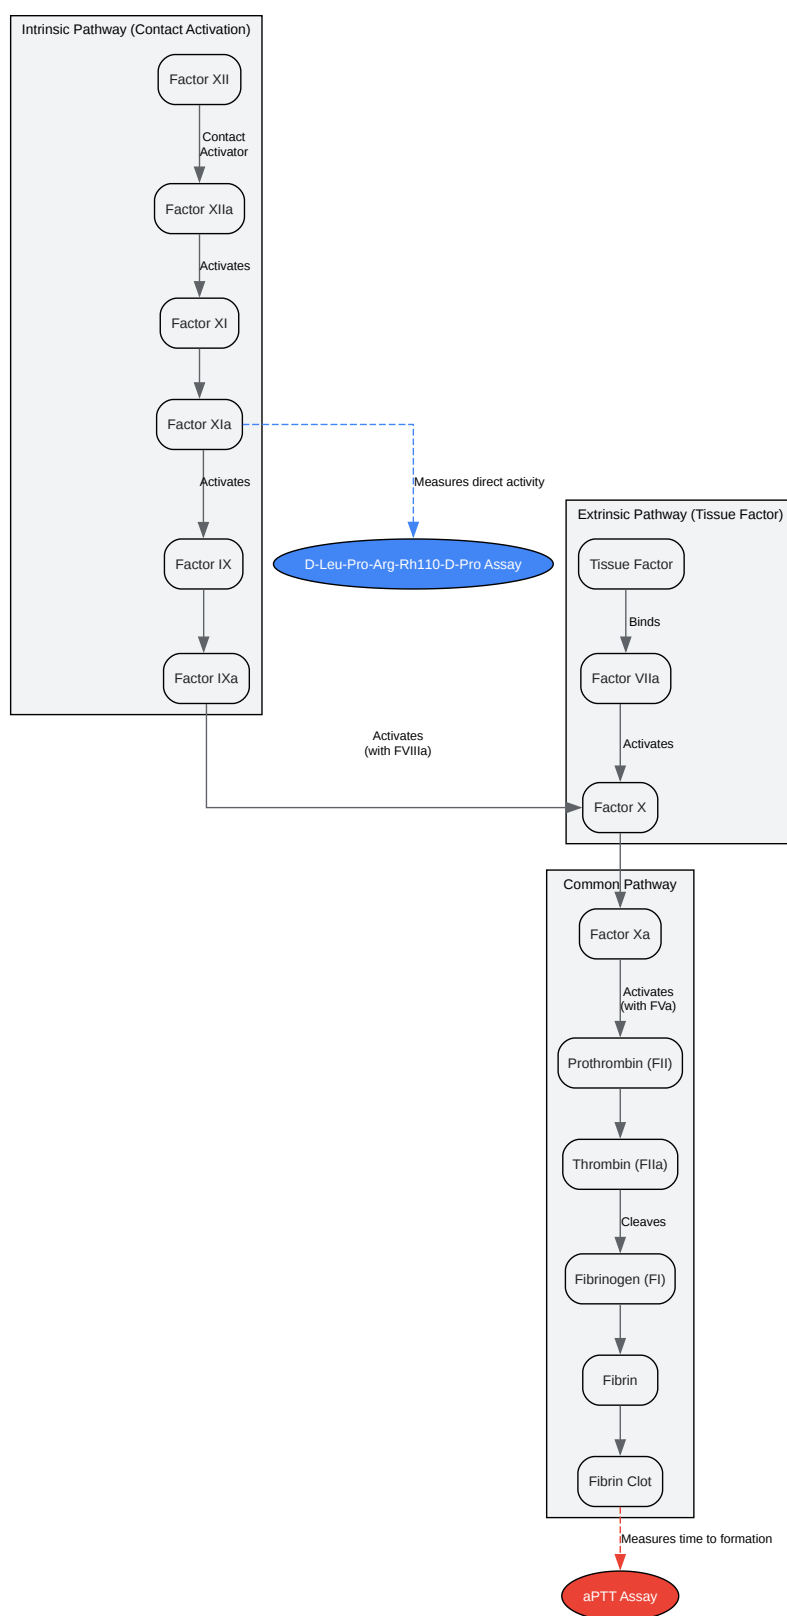 Intrinsic Pathway (Contact Activation)
Factor XII
Contact
Activator
Factor XIIa
Activates
Factor XI
Factor XIa
Activates
Measures direct activity
Factor IX
D-Leu-Pro-Arg-Rh110-D-Pro Assay
Factor IXa
Activates
(with FVIIIa)
Extrinsic Pathway (Tissue Factor)
Tissue Factor
Binds
Factor VIIa
Activates
Factor X
Common Pathway
Factor Xa
Activates
(with FVa)
Prothrombin (FII)
Thrombin (FIIa)
Cleaves
Fibrinogen (FI)
Fibrin
Fibrin Clot
Measures time to formation
aPTT Assay